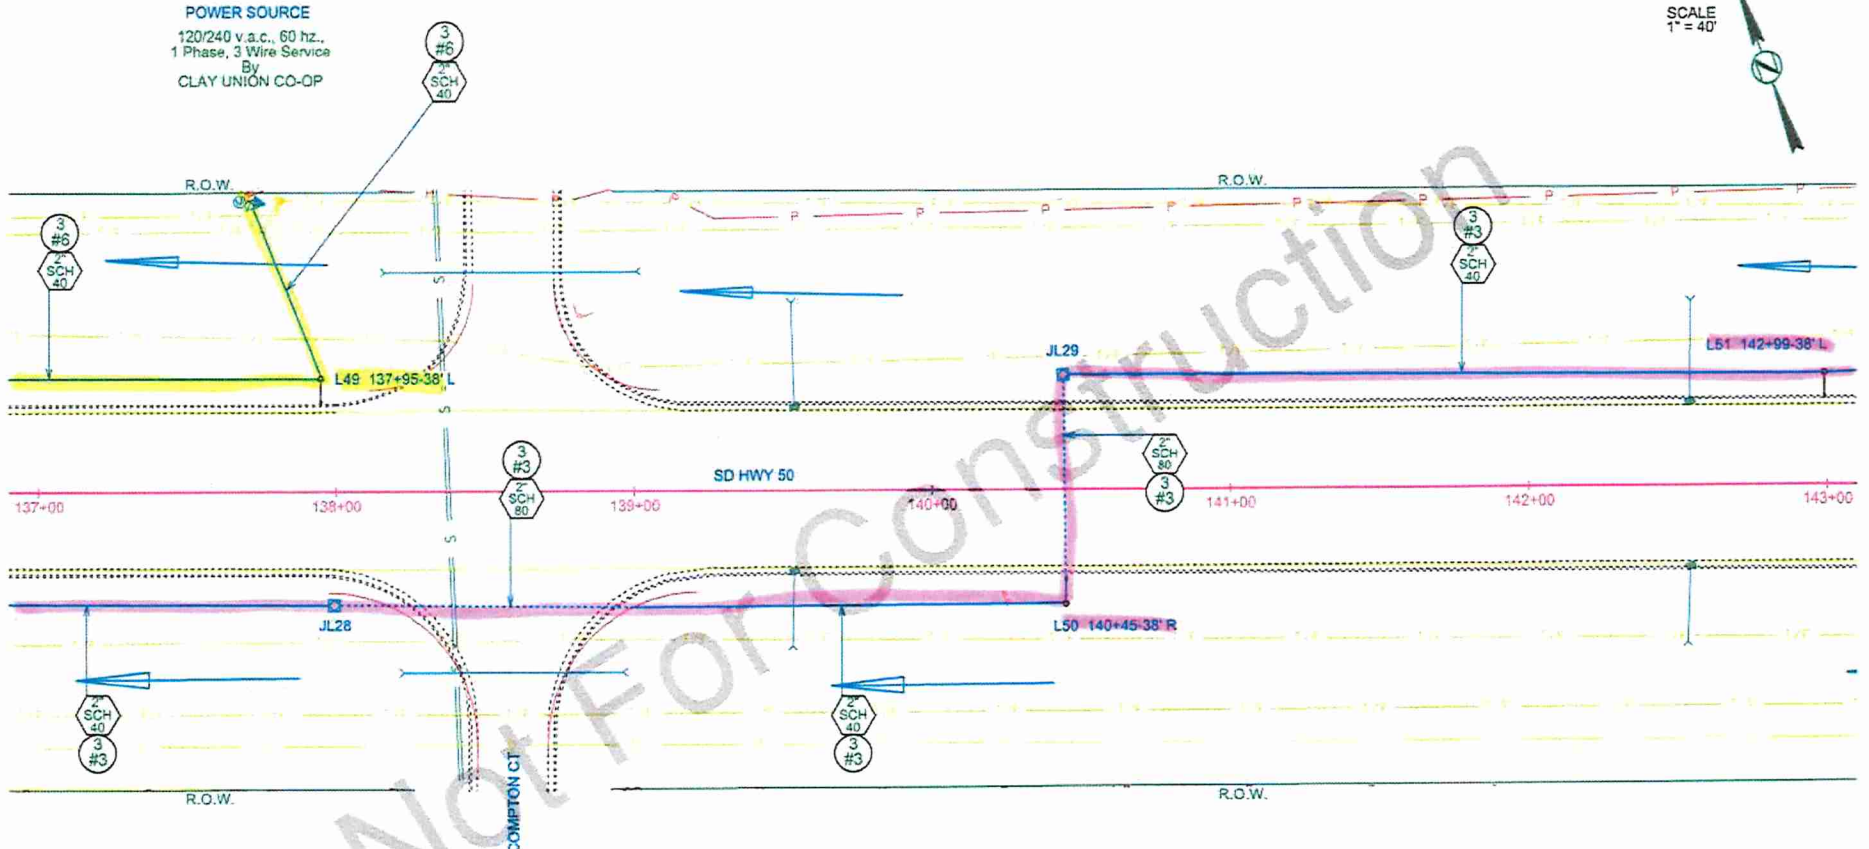 POWER SOURCE
120/240 v.a.c., 60 hz.,
1 Phase, 3 Wire Service
By
CLAY UNION CO-OP
3
#6
2"
SCH
40
SCALE
1" = 40'
N
R.O.W.
R.O.W.
3
#6
2"
SCH
40
3
#3
2"
SCH
40
P P P P P P P P P
S
JL29
L51 142+99-38' L
L49 137+95-38' L
S
3
#3
2"
SCH
80
SD HWY 50
2"
SCH
80
3
#3
137+00
138+00
139+00
140+00
141+00
142+00
143+00
S
JL28
L50 140+45-38' R
S
2"
SCH
40
3
#3
2"
SCH
40
3
#3
COMPTON CT
R.O.W.
R.O.W.
Not For Construction